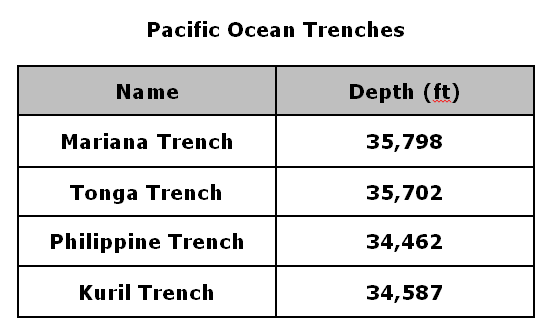 Pacific Ocean Trenches
Name Depth (ft)
Mariana Trench 35,798
Tonga Trench 35,702
Philippine Trench 34,462
Kuril Trench 34,587